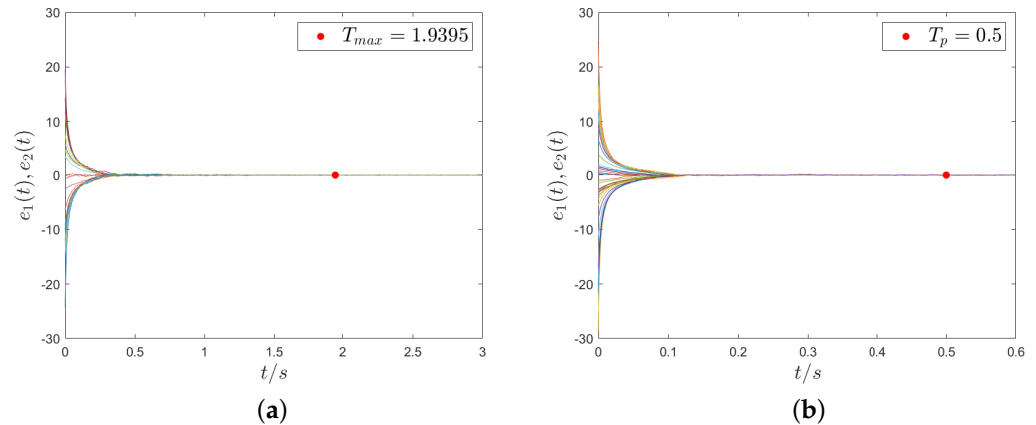 T_max = 1.9395
30
20
10
0
-10
-20
-30
e_1(t), e_2(t)
0 0.5 1 1.5 2 2.5 3
t/s
(a)
T_p = 0.5
30
20
10
0
-10
-20
-30
e_1(t), e_2(t)
0 0.1 0.2 0.3 0.4 0.5 0.6
t/s
(b)